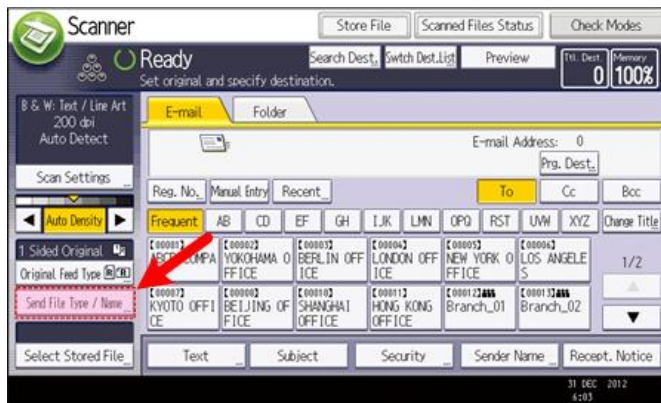 Scanner
Store File
Scanned Files Status
Check Modes
Ready
Search Dest.
Swtch Dest.List
Preview
Ttl. Dest.
0
Memory
100%
Set original and specify destination.
B & W: Text / Line Art
200 dpi
Auto Detect
Scan Settings
Auto Density
1 Sided Original
Original Feed Type
Send File Type / Name
Select Stored File
E-mail
Folder
E-mail Address: 0
Prg. Dest.
Reg. No.
Manual Entry
Recent
To
Cc
Bcc
Frequent
AB
CD
EF
GH
IJK
LMN
OPQ
RST
UVW
XYZ
Change Title
[00001]
ABCD COMPA
[00002]
YOKOHAMA O
FFICE
[00003]
BERLIN OFF
ICE
[00004]
LONDON OFF
ICE
[00005]
NEW YORK O
FFICE
[00006]
LOS ANGELE
S
1/2
[00007]
KYOTO OFFI
CE
[00008]
BEIJING OF
FICE
[00010]
SHANGHAI
OFFICE
[00011]
HONG KONG
OFFICE
[00012]
Branch_01
[00013]
Branch_02
Text
Subject
Security
Sender Name
Recept. Notice
31 DEC 2012
6:03